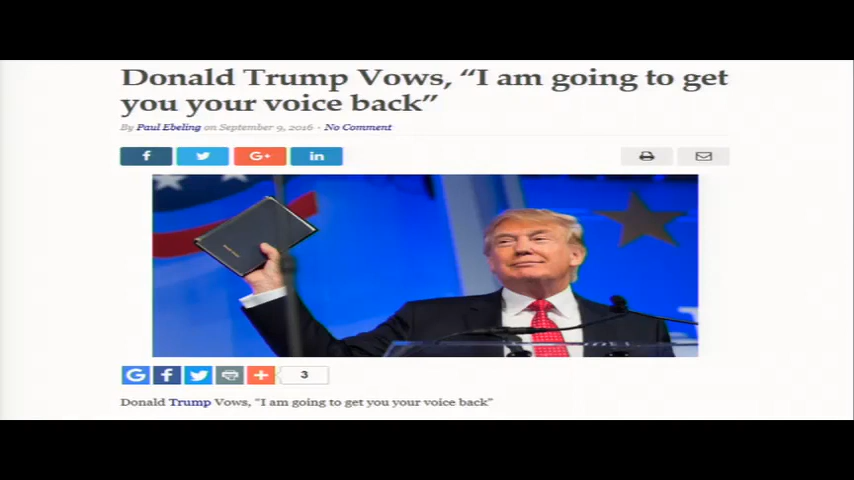 Donald Trump Vows, “I am going to get
you your voice back”
By Paul Ebeling on September 9, 2016 · No Comment
f G+ in
G f 3
Donald Trump Vows, "I am going to get you your voice back"